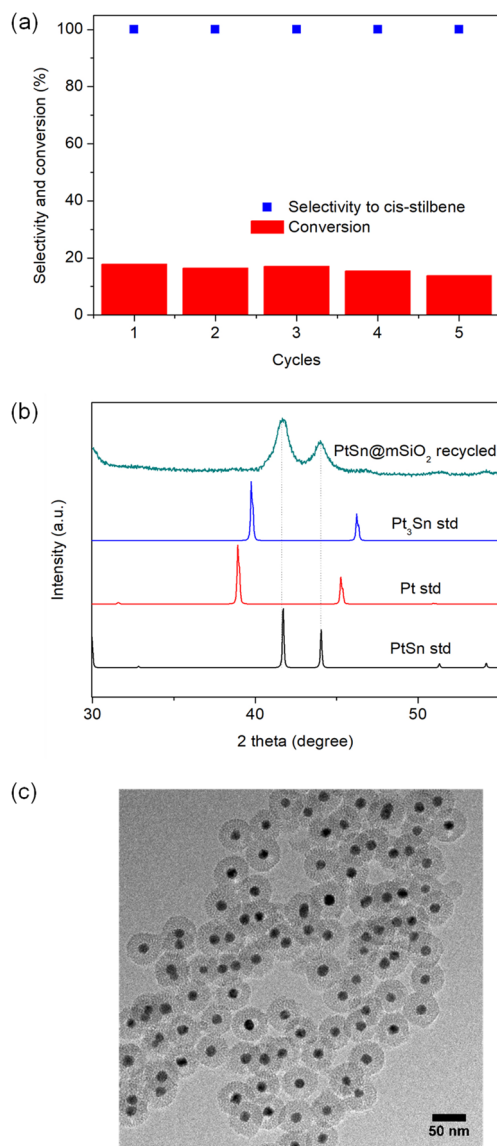 (a)
100
80
60
40
20
0
Selectivity and conversion (%)
Selectivity to cis-stilbene
Conversion
1 2 3 4 5
Cycles
(b)
Intensity (a.u.)
PtSn@mSiO2 recycled
Pt3Sn std
Pt std
PtSn std
30 40 50
2 theta (degree)
(c)
50 nm